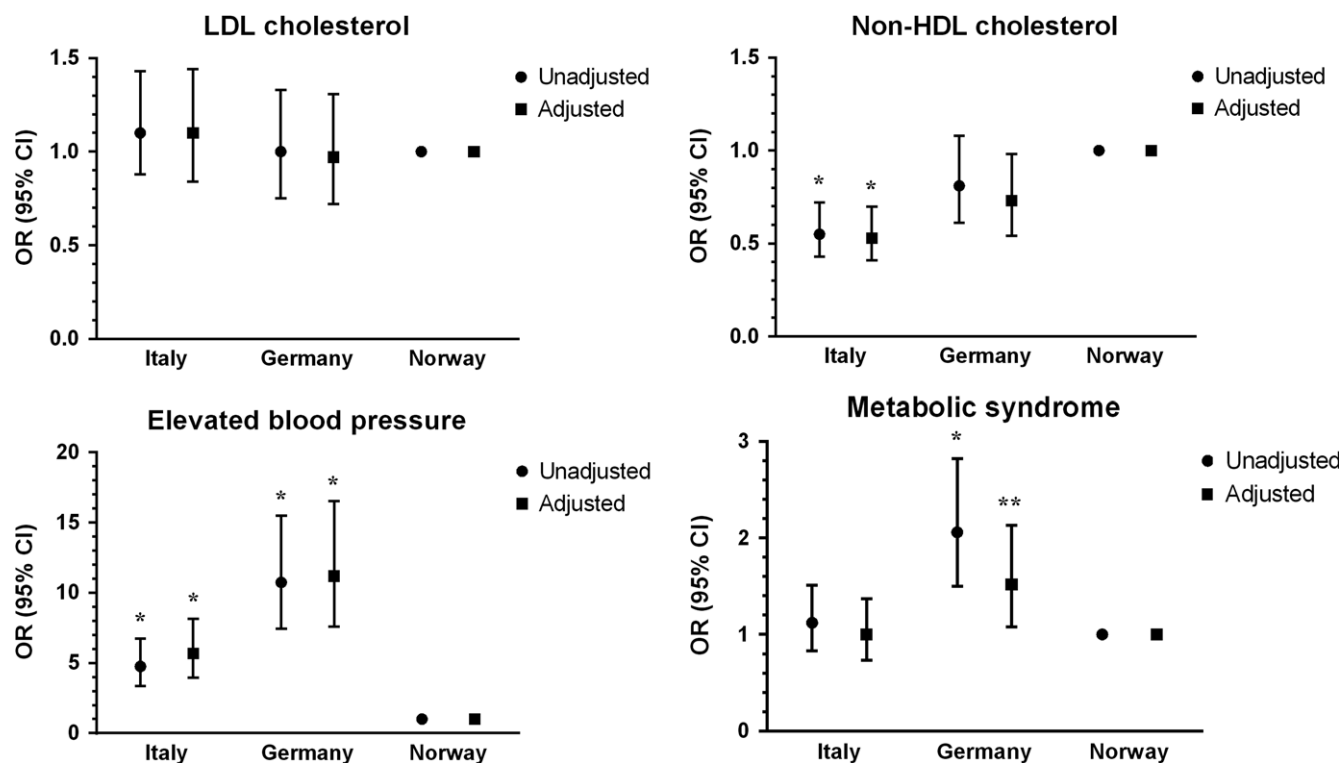 LDL cholesterol
OR (95% CI)
1.5
1.0
0.5
0.0
Italy Germany Norway
Unadjusted
Adjusted
Non-HDL cholesterol
OR (95% CI)
1.5
1.0
0.5
0.0
* *
Italy Germany Norway
Unadjusted
Adjusted
Elevated blood pressure
OR (95% CI)
20
15
10
5
0
* * * *
Italy Germany Norway
Unadjusted
Adjusted
Metabolic syndrome
OR (95% CI)
3
2
1
0
* **
Italy Germany Norway
Unadjusted
Adjusted